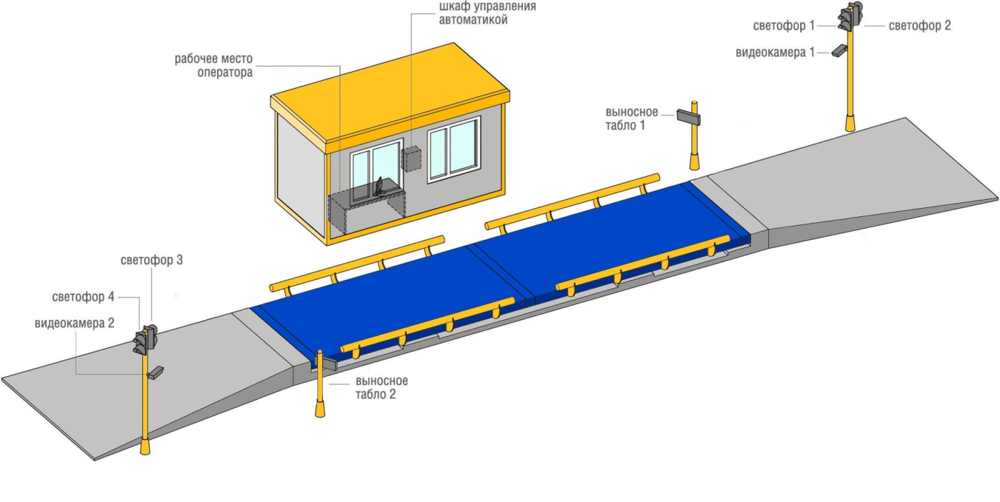 шкаф управления
автоматикой
светофор 1
светофор 2
видеокамера 1
рабочее место
оператора
выносное
табло 1
светофор 3
светофор 4
видеокамера 2
выносное
табло 2